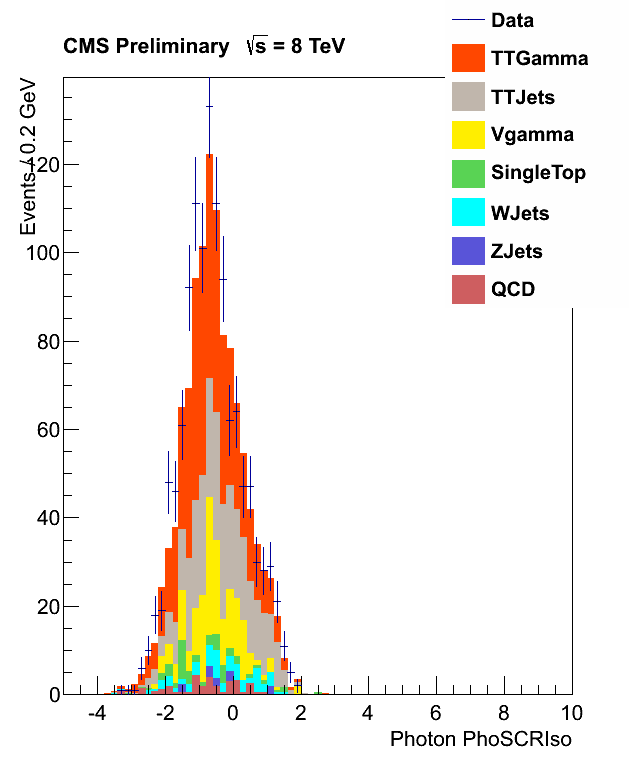 Data
CMS Preliminary √s = 8 TeV
TTGamma
TTJets
Vgamma
SingleTop
WJets
ZJets
QCD
Events / 0.2 GeV
120
100
80
60
40
20
0
-4 -2 0 2 4 6 8 10
Photon PhoSCRIso